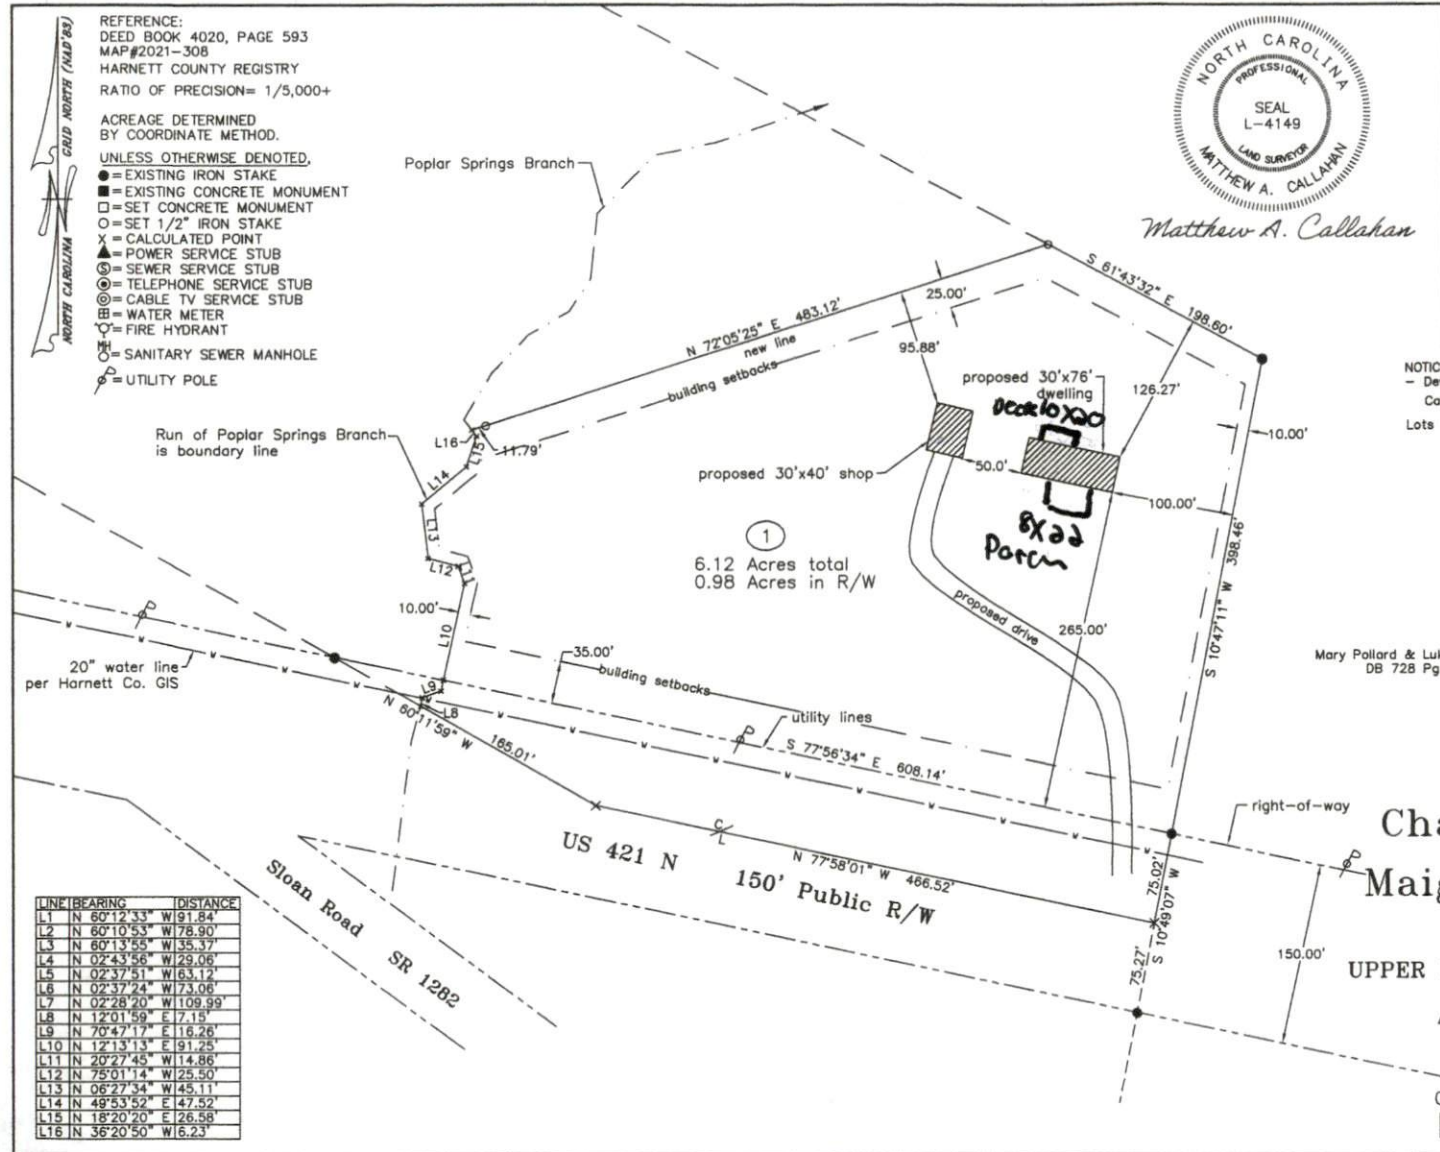 REFERENCE:
DEED BOOK 4020, PAGE 593
MAP#2021-308
HARNETT COUNTY REGISTRY
RATIO OF PRECISION= 1/5,000+
ACREAGE DETERMINED
BY COORDINATE METHOD.
UNLESS OTHERWISE DENOTED,
= EXISTING IRON STAKE
= EXISTING CONCRETE MONUMENT
= SET CONCRETE MONUMENT
= SET 1/2" IRON STAKE
X = CALCULATED POINT
= POWER SERVICE STUB
S = SEWER SERVICE STUB
= TELEPHONE SERVICE STUB
= CABLE TV SERVICE STUB
= WATER METER
= FIRE HYDRANT
MH
= SANITARY SEWER MANHOLE
= UTILITY POLE
NORTH CAROLINA GRID NORTH (NAD'83)
NORTH CAROLINA
PROFESSIONAL
SEAL
L-4149
LAND SURVEYOR
MATTHEW A. CALLAHAN
Matthew A. Callahan
Poplar Springs Branch
S 61°43'32" E 198.60'
25.00'
N 72°05'25" E 483.12'
new line
building setbacks
95.88'
126.27'
proposed 30'x76'
dwelling
Deck 10x20
10.00'
NOTIC
- De
Ca
Lots
Run of Poplar Springs Branch
is boundary line
L16
L15
11.79'
L14
proposed 30'x40' shop
50.0'
100.00'
8x22
Porch
L13
L12
L11
1
6.12 Acres total
0.98 Acres in R/W
S 10°47'11" W 398.46'
10.00'
L10
proposed drive
265.00'
35.00'
building setbacks
20" water line
per Harnett Co. GIS
Mary Pollard & Lul
DB 728 Pg
L9
L8
N 60°11'59" W 165.01'
utility lines
S 77°56'34" E 608.14'
right-of-way
C/L
N 77°58'01" W 466.52'
US 421 N 150' Public R/W
75.02'
S 10°49'07" W
75.27'
150.00'
Cha
Maig
UPPER
Sloan Road SR 1282
LINE BEARING DISTANCE
L1 N 60°12'33" W 91.84'
L2 N 60°10'53" W 78.90'
L3 N 60°13'55" W 35.37'
L4 N 02°43'56" W 29.06'
L5 N 02°37'51" W 63.12'
L6 N 02°37'24" W 73.06'
L7 N 02°28'20" W 109.99'
L8 N 12°01'59" E 7.15'
L9 N 70°47'17" E 16.26'
L10 N 12°13'13" E 91.25'
L11 N 20°27'45" W 14.86'
L12 N 75°01'14" W 25.50'
L13 N 06°27'34" W 45.11'
L14 N 49°53'52" E 47.52'
L15 N 18°20'20" E 26.58'
L16 N 36°20'50" W 6.23'